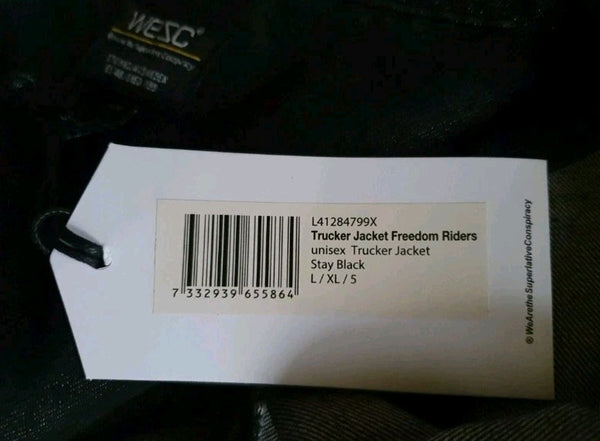 WESC
L41284799X
Trucker Jacket Freedom Riders
unisex Trucker Jacket
Stay Black
L / XL / 5
7 332939 655864
® WeAretheSuperlativeConspiracy